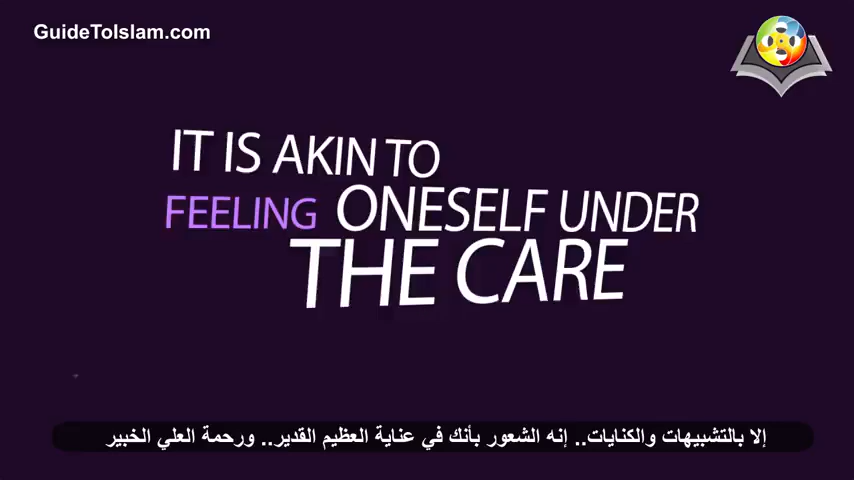 GuideToIslam.com
IT IS AKIN TO
FEELING ONESELF UNDER
THE CARE
إلا بالتشبيهات والكنايات.. إنه الشعور بأنك في عناية العظيم القدير.. ورحمة العلي الخبير